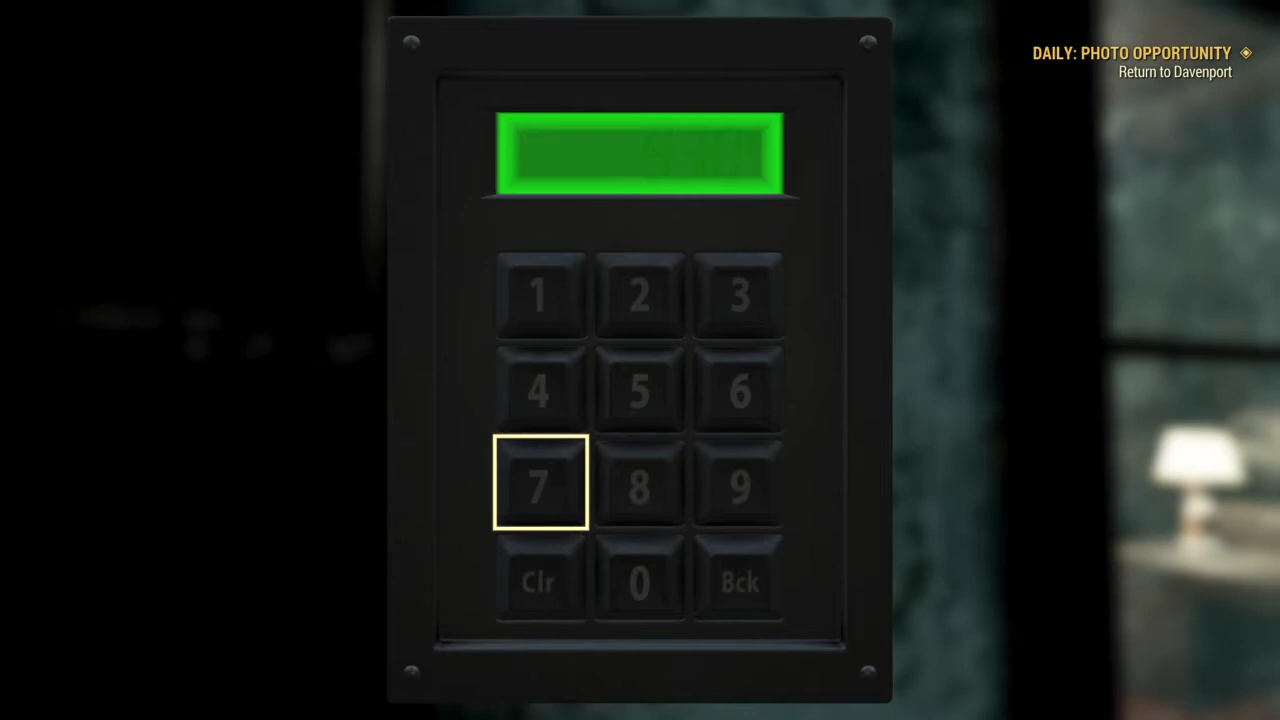 DAILY: PHOTO OPPORTUNITY
Return to Davenport
1 2 3
4 5 6
7 8 9
Clr 0 Bck